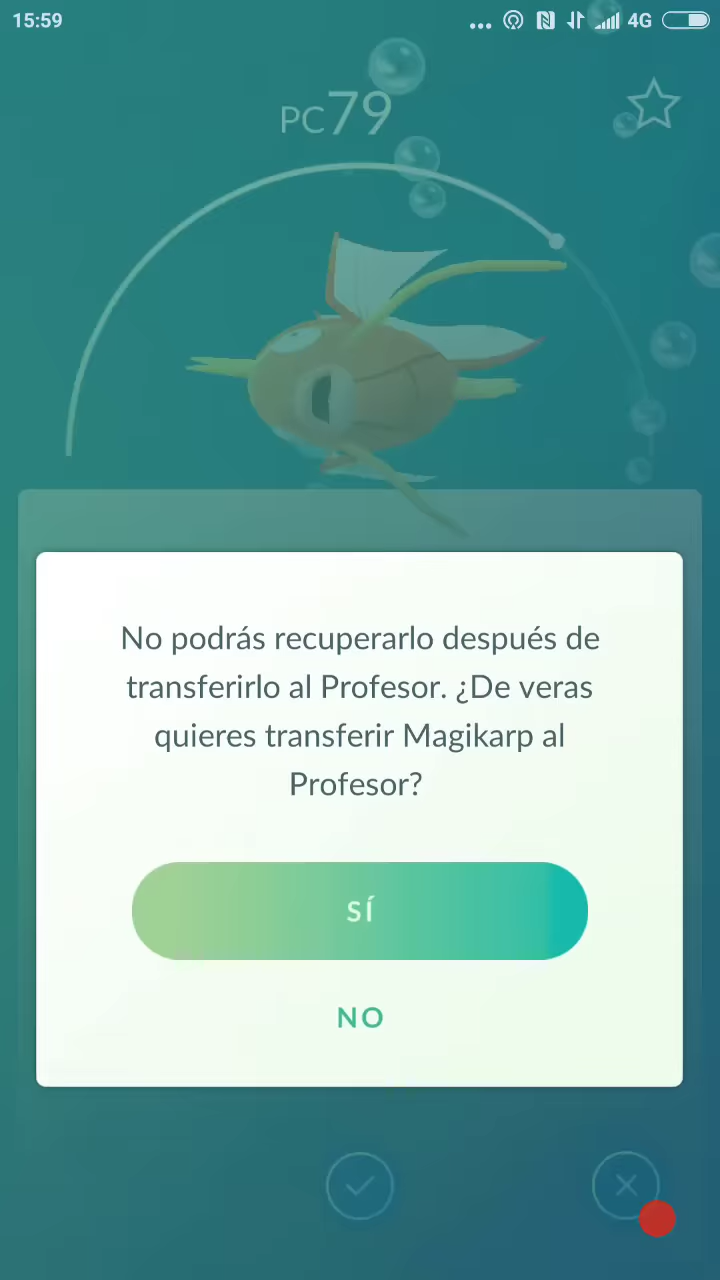 15:59
4G
PC79
No podrás recuperarlo después de
transferirlo al Profesor. ¿De veras
quieres transferir Magikarp al
Profesor?
SÍ
NO